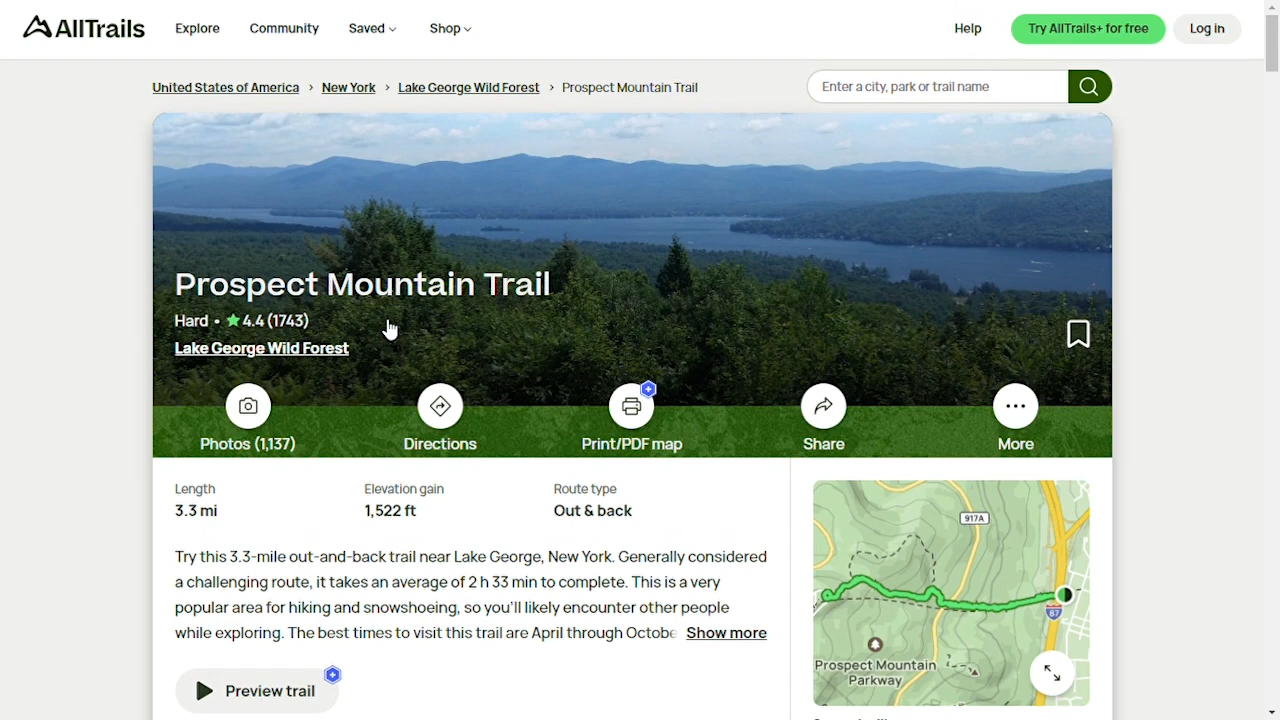 AllTrails
Explore
Community
Saved
Shop
Help
Try AllTrails+ for free
Log in
United States of America › New York › Lake George Wild Forest › Prospect Mountain Trail
Enter a city, park or trail name
Prospect Mountain Trail
Hard • 4.4 (1743)
Lake George Wild Forest
Photos (1,137)
Directions
Print/PDF map
Share
More
Length
3.3 mi
Elevation gain
1,522 ft
Route type
Out & back
Try this 3.3-mile out-and-back trail near Lake George, New York. Generally considered
a challenging route, it takes an average of 2 h 33 min to complete. This is a very
popular area for hiking and snowshoeing, so you'll likely encounter other people
while exploring. The best times to visit this trail are April through Octobe Show more
Preview trail
917A
87
Prospect Mountain
Parkway